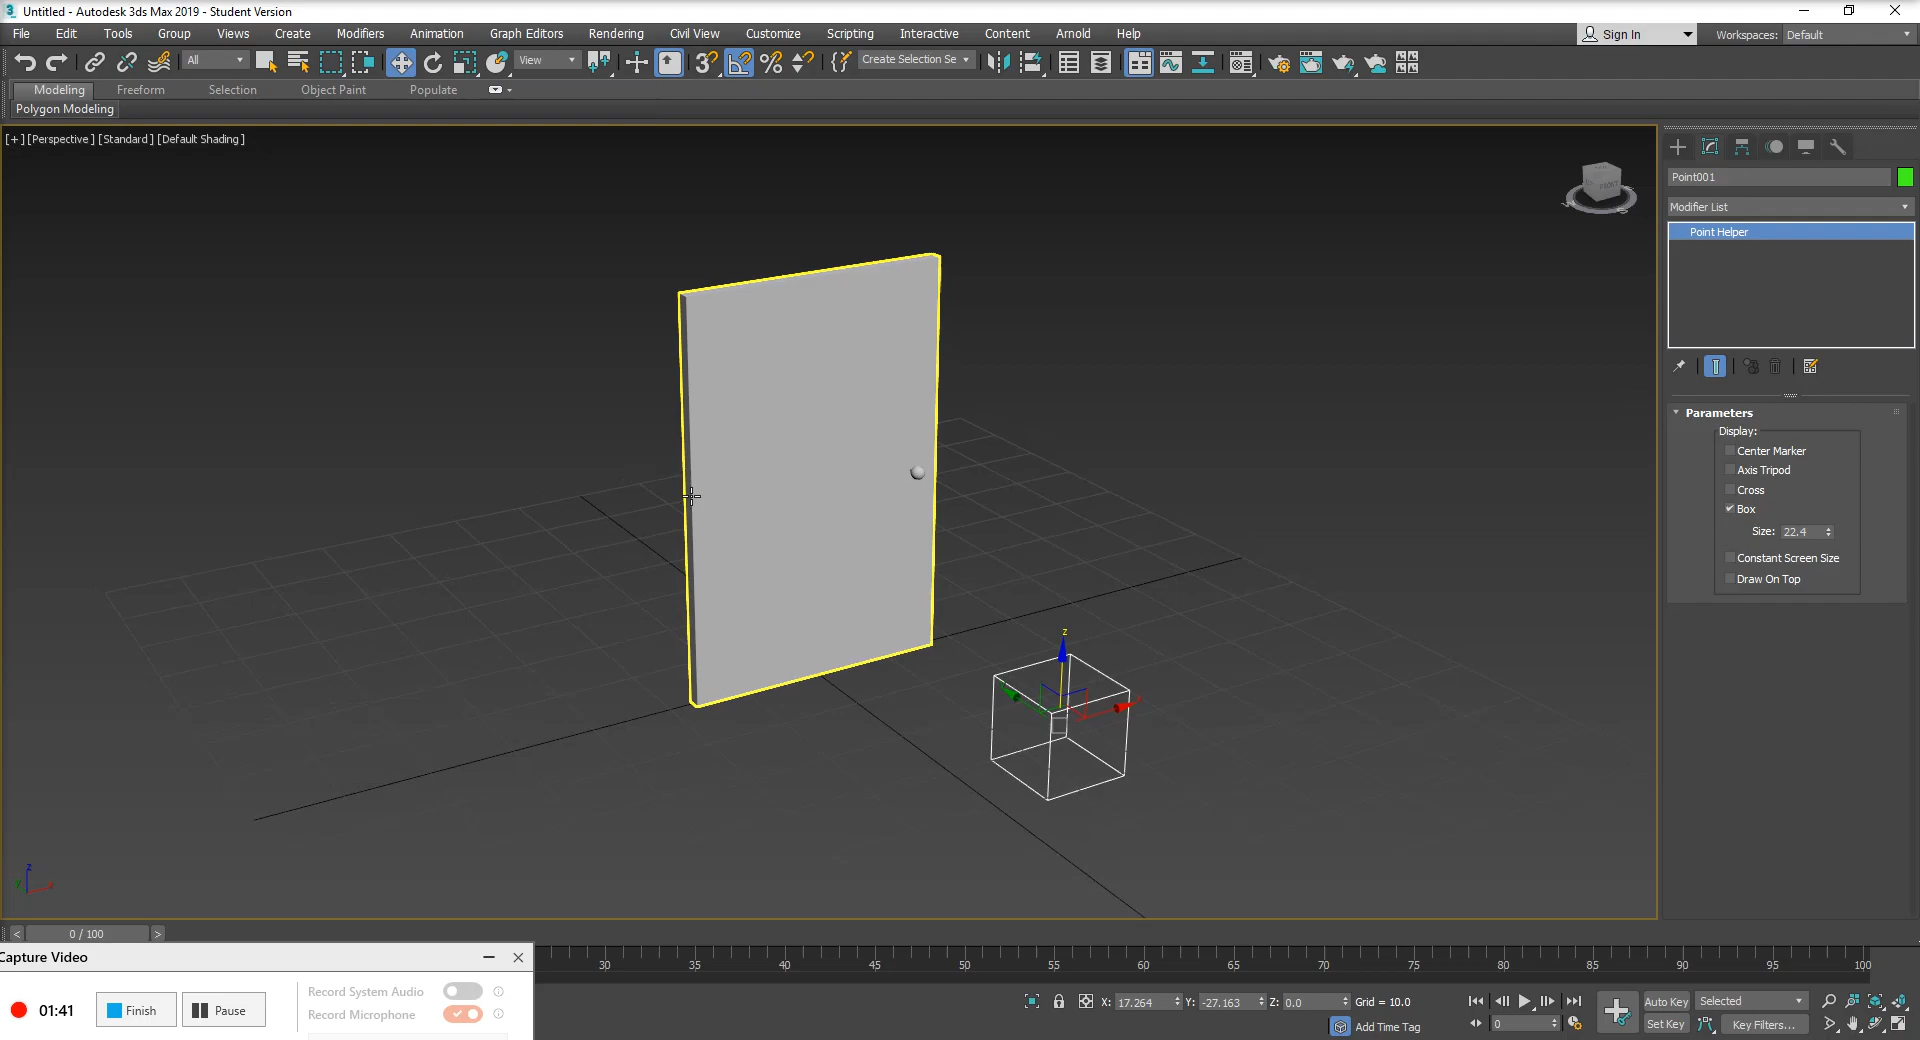 3 Untitled - Autodesk 3ds Max 2019 - Student Version
File Edit Tools Group Views Create Modifiers Animation Graph Editors Rendering Civil View Customize Scripting Interactive Content Arnold Help Sign In Workspaces: Default
All View 3 Create Selection Se
Modeling Freeform Selection Object Paint Populate
Polygon Modeling
[+] [Perspective ] [Standard ] [Default Shading ]
FRONT
Point001
Modifier List
Point Helper
Parameters
Display:
Center Marker
Axis Tripod
Cross
Box
Size: 22.4
Constant Screen Size
Draw On Top
z
z
y x
< 0 / 100 >
Capture Video
30 35 40 45 50 55 60 65 70 75 80 85 90 95 100
Record System Audio
01:41 Finish Pause
Record Microphone
X: 17.264 Y: -27.163 Z: 0.0 Grid = 10.0
Auto Key Selected
0 Set Key Key Filters...
Add Time Tag